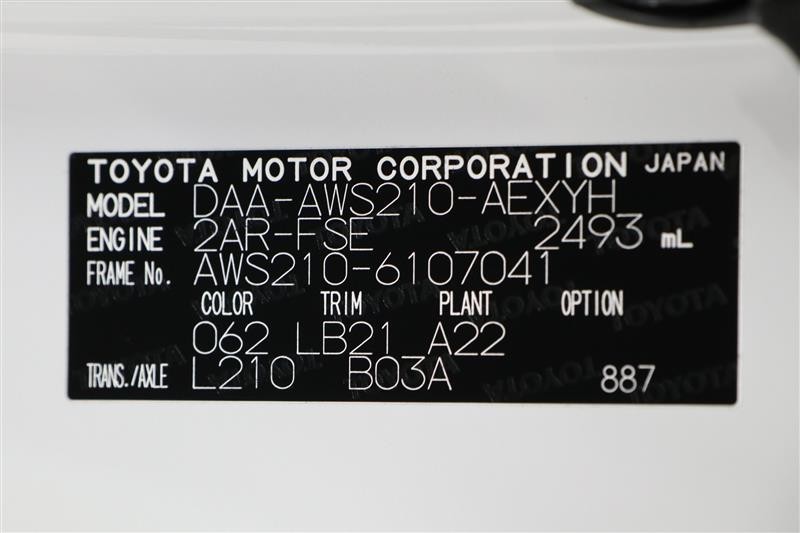 TOYOTA MOTOR CORPORATION JAPAN
MODEL DAA-AWS210-AEXYH
ENGINE 2AR-FSE 2493 mL
FRAME No. AWS210-6107041
COLOR TRIM PLANT OPTION
062 LB21 A22
TRANS./AXLE L210 B03A 887